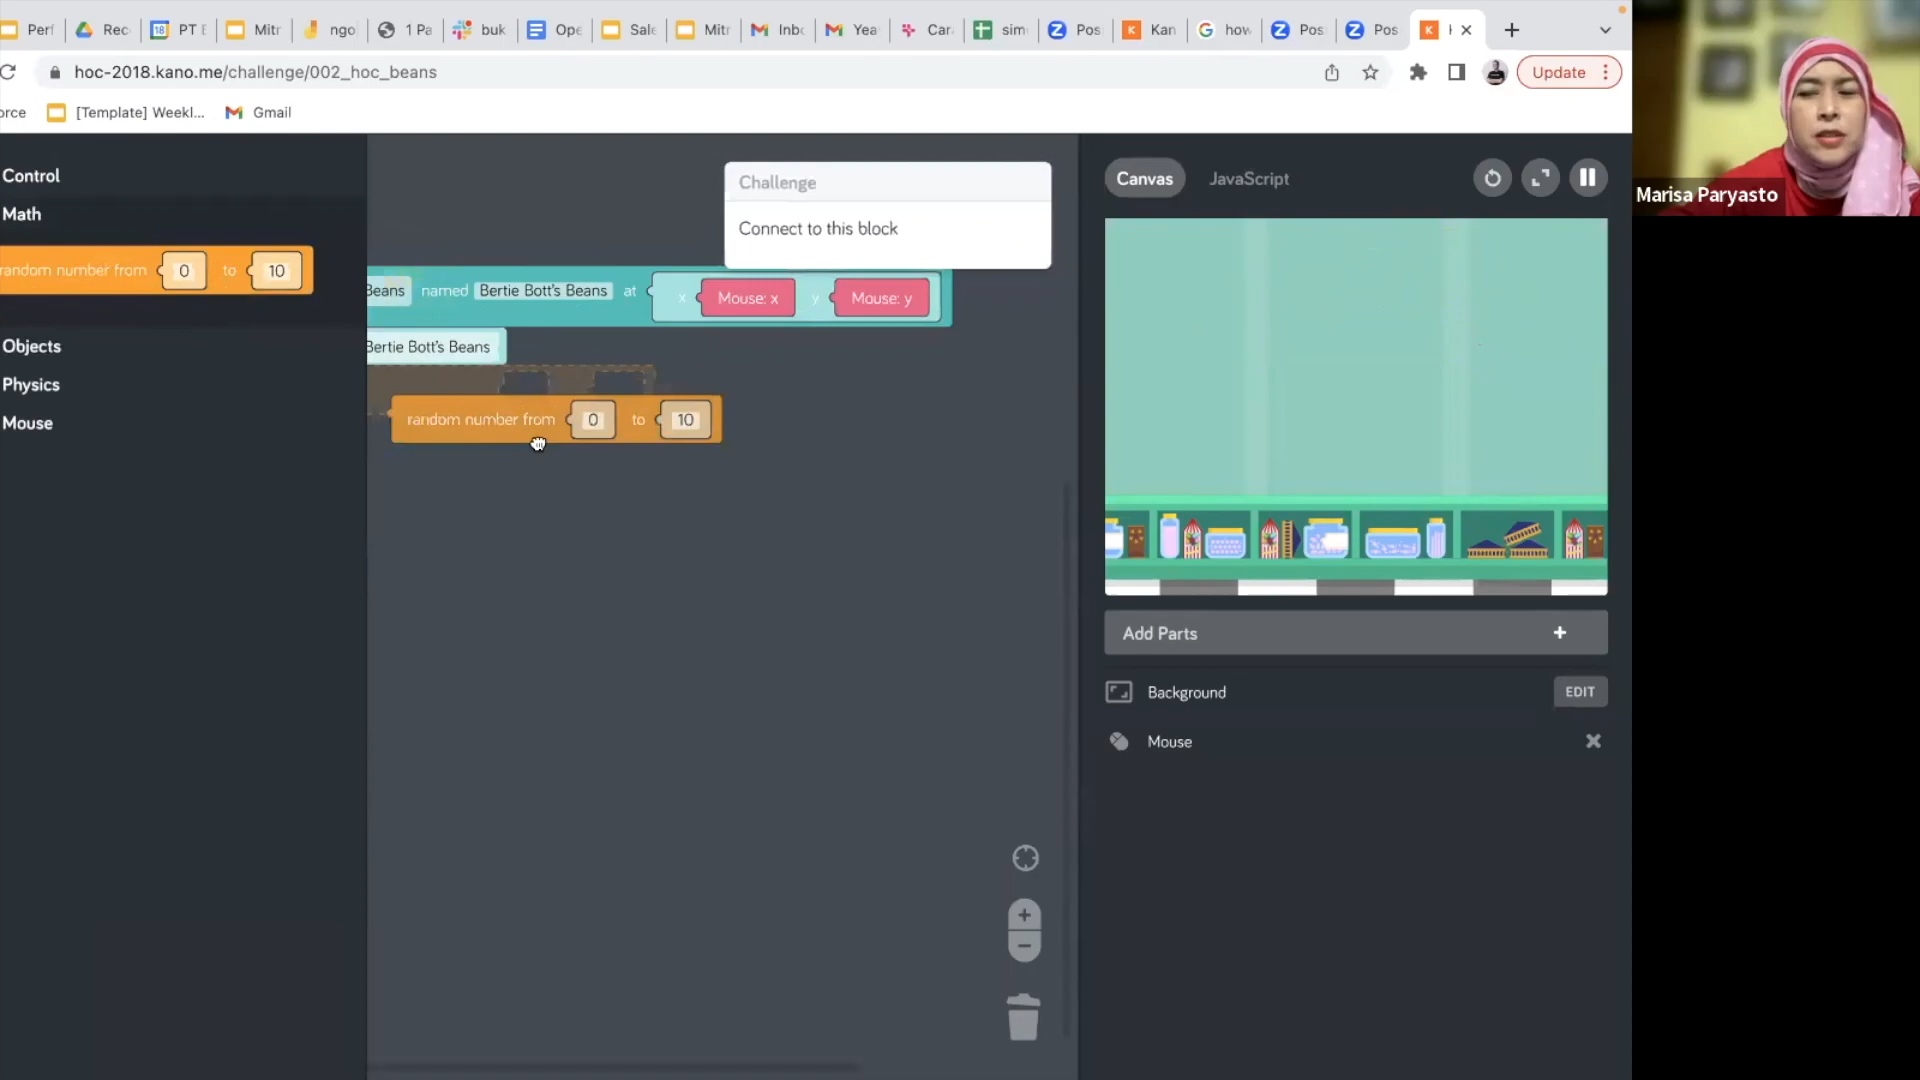 Perf
Rec
18 PT E
Mitr
ngo
1 Pa
buk
Ope
Sale
Mitr
Inbo
Yea
Car
sim
Z Pos
K Kan
G how
Z Pos
Z Pos
K
hoc-2018.kano.me/challenge/002_hoc_beans
Update
orce
[Template] Weekl...
Gmail
Control
Math
random number from 0 to 10
Objects
Physics
Mouse
Challenge
Connect to this block
Beans named Bertie Bott's Beans at x Mouse: x y Mouse: y
Bertie Bott's Beans
random number from 0 to 10
Canvas JavaScript
Add Parts +
Background EDIT
Mouse
Marisa Paryasto